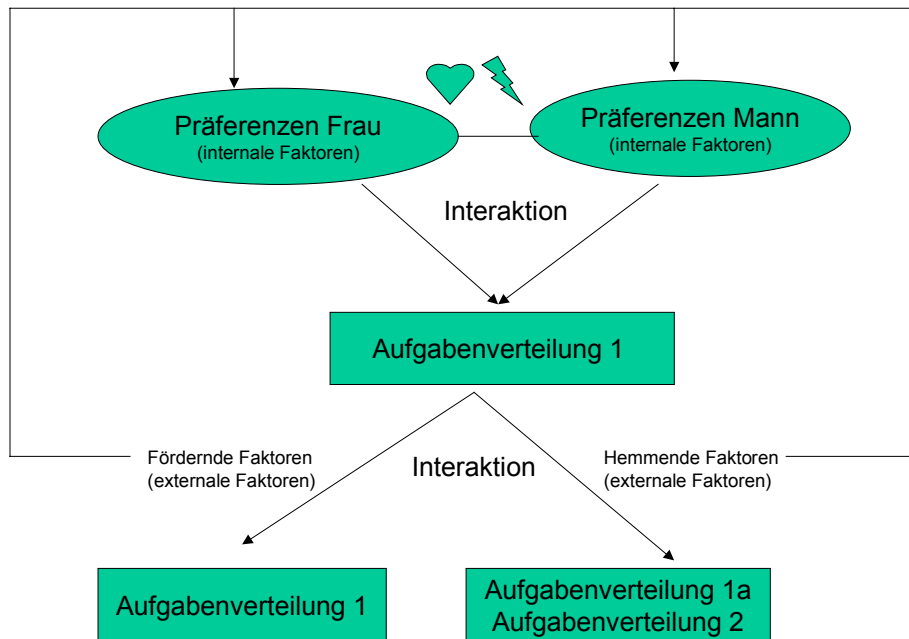 Präferenzen Frau
(internale Faktoren)
Präferenzen Mann
(internale Faktoren)
Interaktion
Aufgabenverteilung 1
Fördernde Faktoren
(externale Faktoren)
Interaktion
Hemmende Faktoren
(externale Faktoren)
Aufgabenverteilung 1
Aufgabenverteilung 1a
Aufgabenverteilung 2